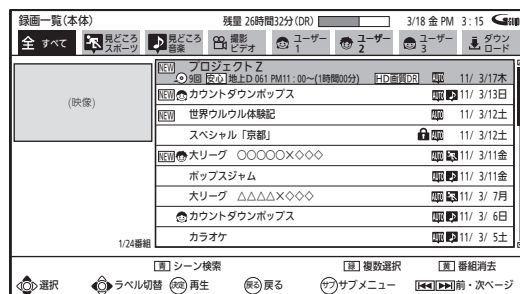 録画一覧(本体) 残量 26時間32分(DR) 3/18 金 PM 3:15
全 すべて 見どころスポーツ 見どころ音楽 撮影ビデオ ユーザー1 ユーザー2 ユーザー3 ダウンロード
NEW プロジェクトZ
9回 安心 地上D 061 PM11:00~(1時間00分) HD画質DR 11/ 3/17木
(映像)
NEW カウントダウンポップス 11/ 3/13日
NEW 世界ウルウル体験記 11/ 3/12土
スペシャル「京都」 11/ 3/12土
NEW 大リーグ ○○○○○×◇◇◇ 11/ 3/11金
ポップスジャム 11/ 3/11金
大リーグ △△△△×◇◇◇ 11/ 3/ 7月
カウントダウンポップス 11/ 3/ 6日
カラオケ 11/ 3/ 5土
1/24番組
青 シーン検索 緑 複数選択 黄 番組消去
選択 ラベル切替 決定 再生 戻る 戻る サブ サブメニュー 前・次ページ